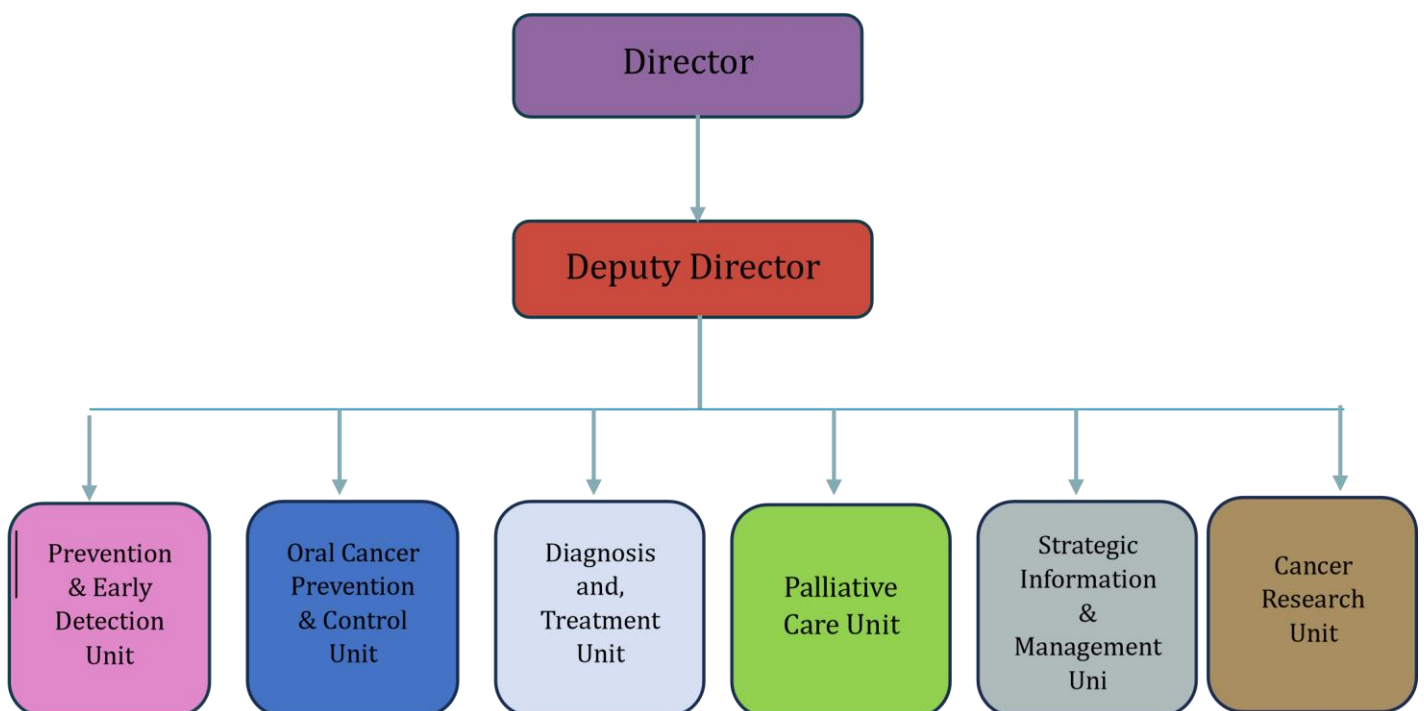 Director
Deputy Director
Prevention
& Early
Detection
Unit
Oral Cancer
Prevention
& Control
Unit
Diagnosis
and,
Treatment
Unit
Palliative
Care Unit
Strategic
Information
&
Management
Uni
Cancer
Research
Unit